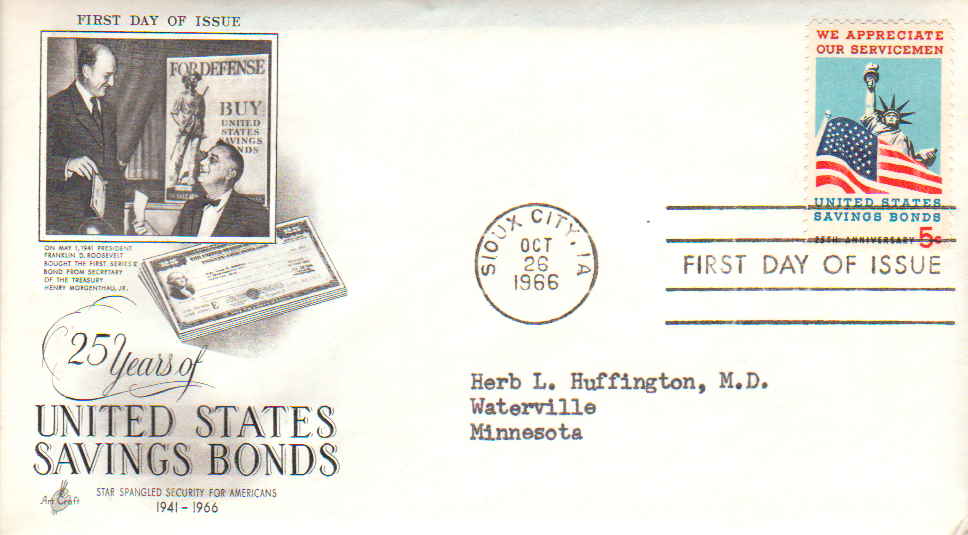 FIRST DAY OF ISSUE
FOR DEFENSE
BUY
UNITED
STATES
SAVINGS
BONDS
ON MAY 1, 1941 PRESIDENT
FRANKLIN D. ROOSEVELT
BOUGHT THE FIRST SERIES E
BOND FROM SECRETARY
OF THE TREASURY
HENRY MORGENTHAU, JR.
25 Years of
UNITED STATES
SAVINGS BONDS
STAR SPANGLED SECURITY FOR AMERICANS
1941 – 1966
Art Craft
WE APPRECIATE
OUR SERVICEMEN
UNITED STATES
SAVINGS BONDS
25TH ANNIVERSARY 5c
SIOUX CITY, IA
OCT
26
1966
FIRST DAY OF ISSUE
Herb L. Huffington, M.D.
Waterville
Minnesota